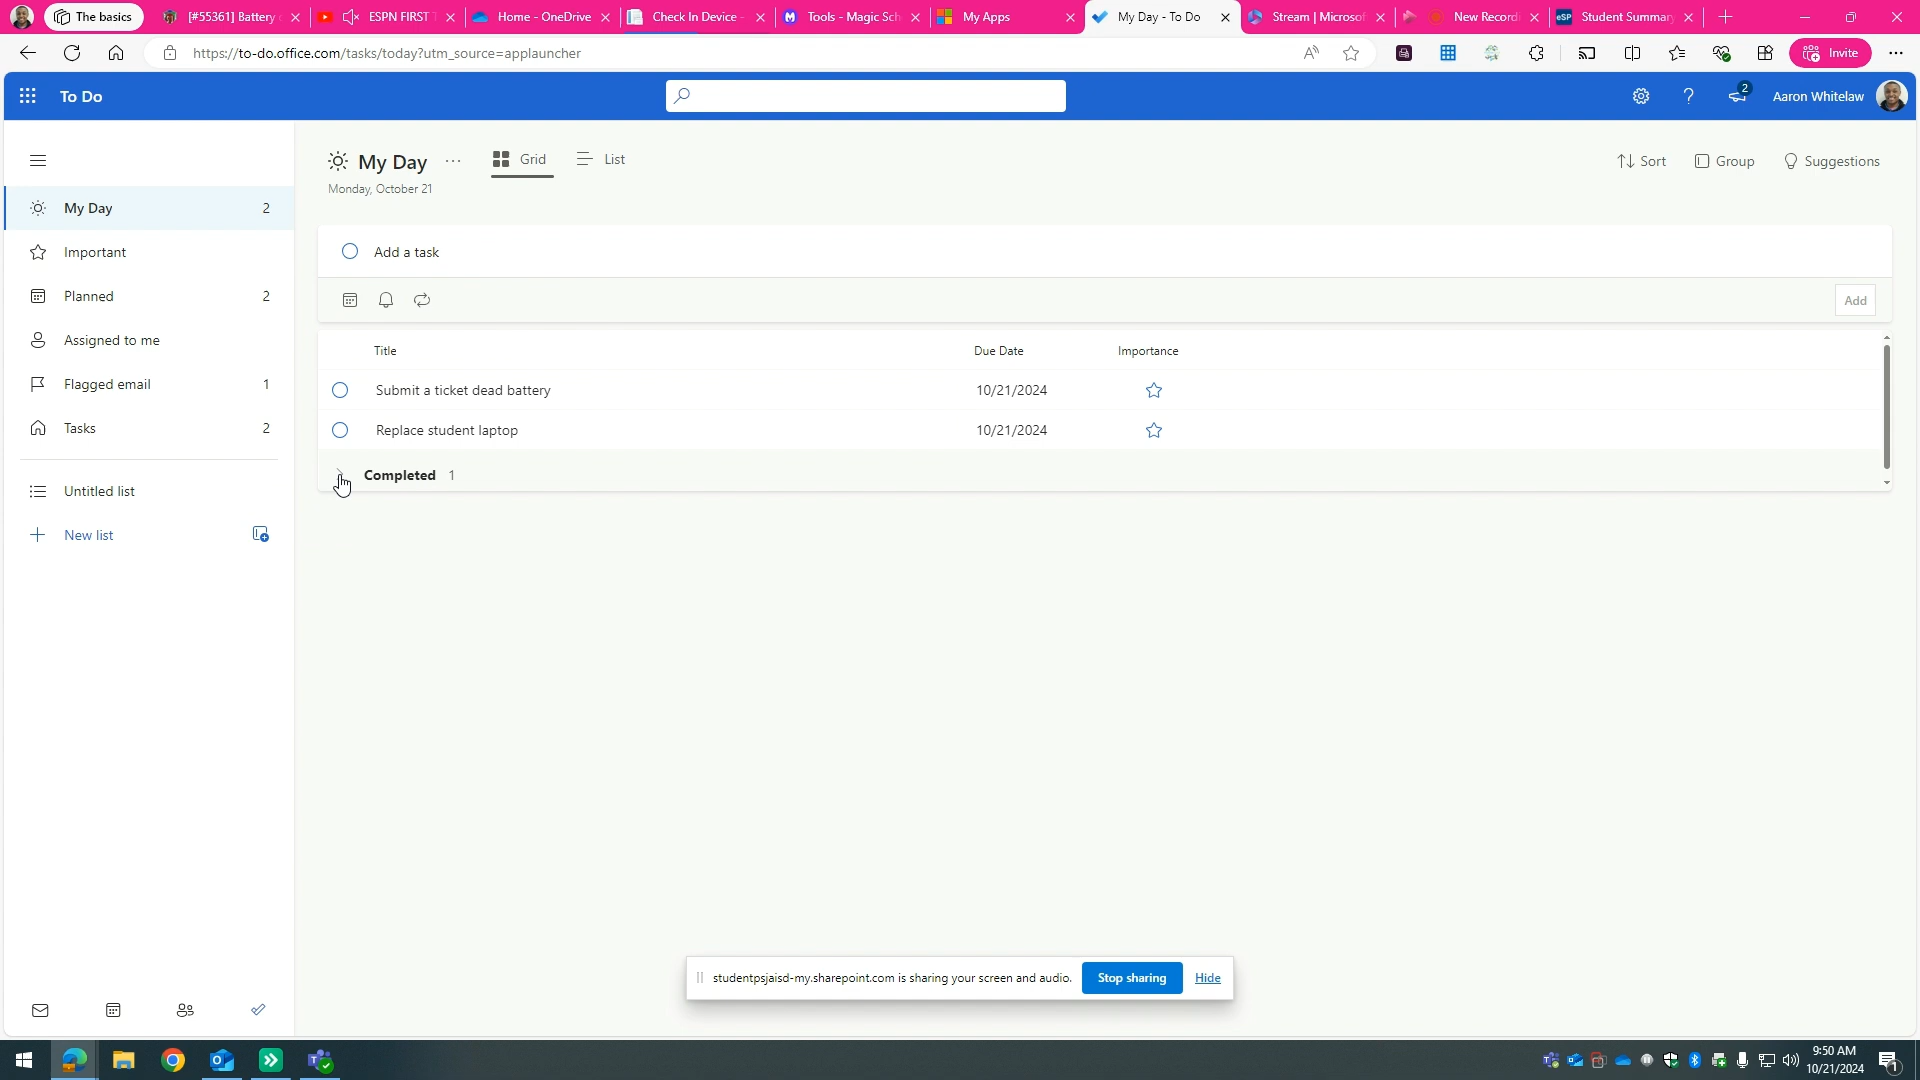 The basics
[#55361] Battery
ESPN FIRST T
Home - OneDrive
Check In Device -
Tools - Magic Sch
My Apps
My Day - To Do
Stream | Microsof
New Recordi
eSP Student Summary
https://to-do.office.com/tasks/today?utm_source=applauncher
Invite
To Do
2
Aaron Whitelaw
My Day
Grid
List
Sort
Group
Suggestions
Monday, October 21
My Day 2
Important
Planned 2
Assigned to me
Flagged email 1
Tasks 2
Untitled list
New list
Add a task
Add
Title Due Date Importance
Submit a ticket dead battery 10/21/2024
Replace student laptop 10/21/2024
Completed 1
studentpsjaisd-my.sharepoint.com is sharing your screen and audio. Stop sharing Hide
9:50 AM
10/21/2024
1